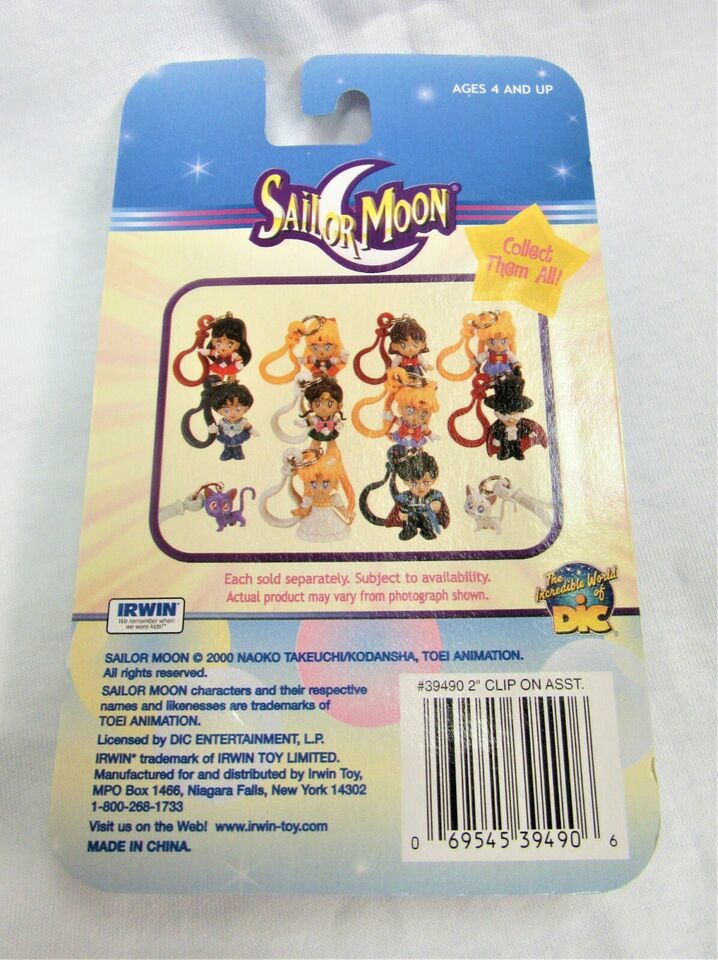 AGES 4 AND UP
SAILOR MOON®
Collect
Them All!
Each sold separately. Subject to availability.
Actual product may vary from photograph shown.
IRWIN®
We remember when
we were kids!*
The
Incredible World
of
DIC®
SAILOR MOON © 2000 NAOKO TAKEUCHI/KODANSHA, TOEI ANIMATION.
All rights reserved.
SAILOR MOON characters and their respective
names and likenesses are trademarks of
TOEI ANIMATION.
Licensed by DIC ENTERTAINMENT, L.P.
IRWIN* trademark of IRWIN TOY LIMITED.
Manufactured for and distributed by Irwin Toy,
MPO Box 1466, Niagara Falls, New York 14302
1-800-268-1733
Visit us on the Web! www.irwin-toy.com
MADE IN CHINA.
#39490 2" CLIP ON ASST.
0 69545 39490 6